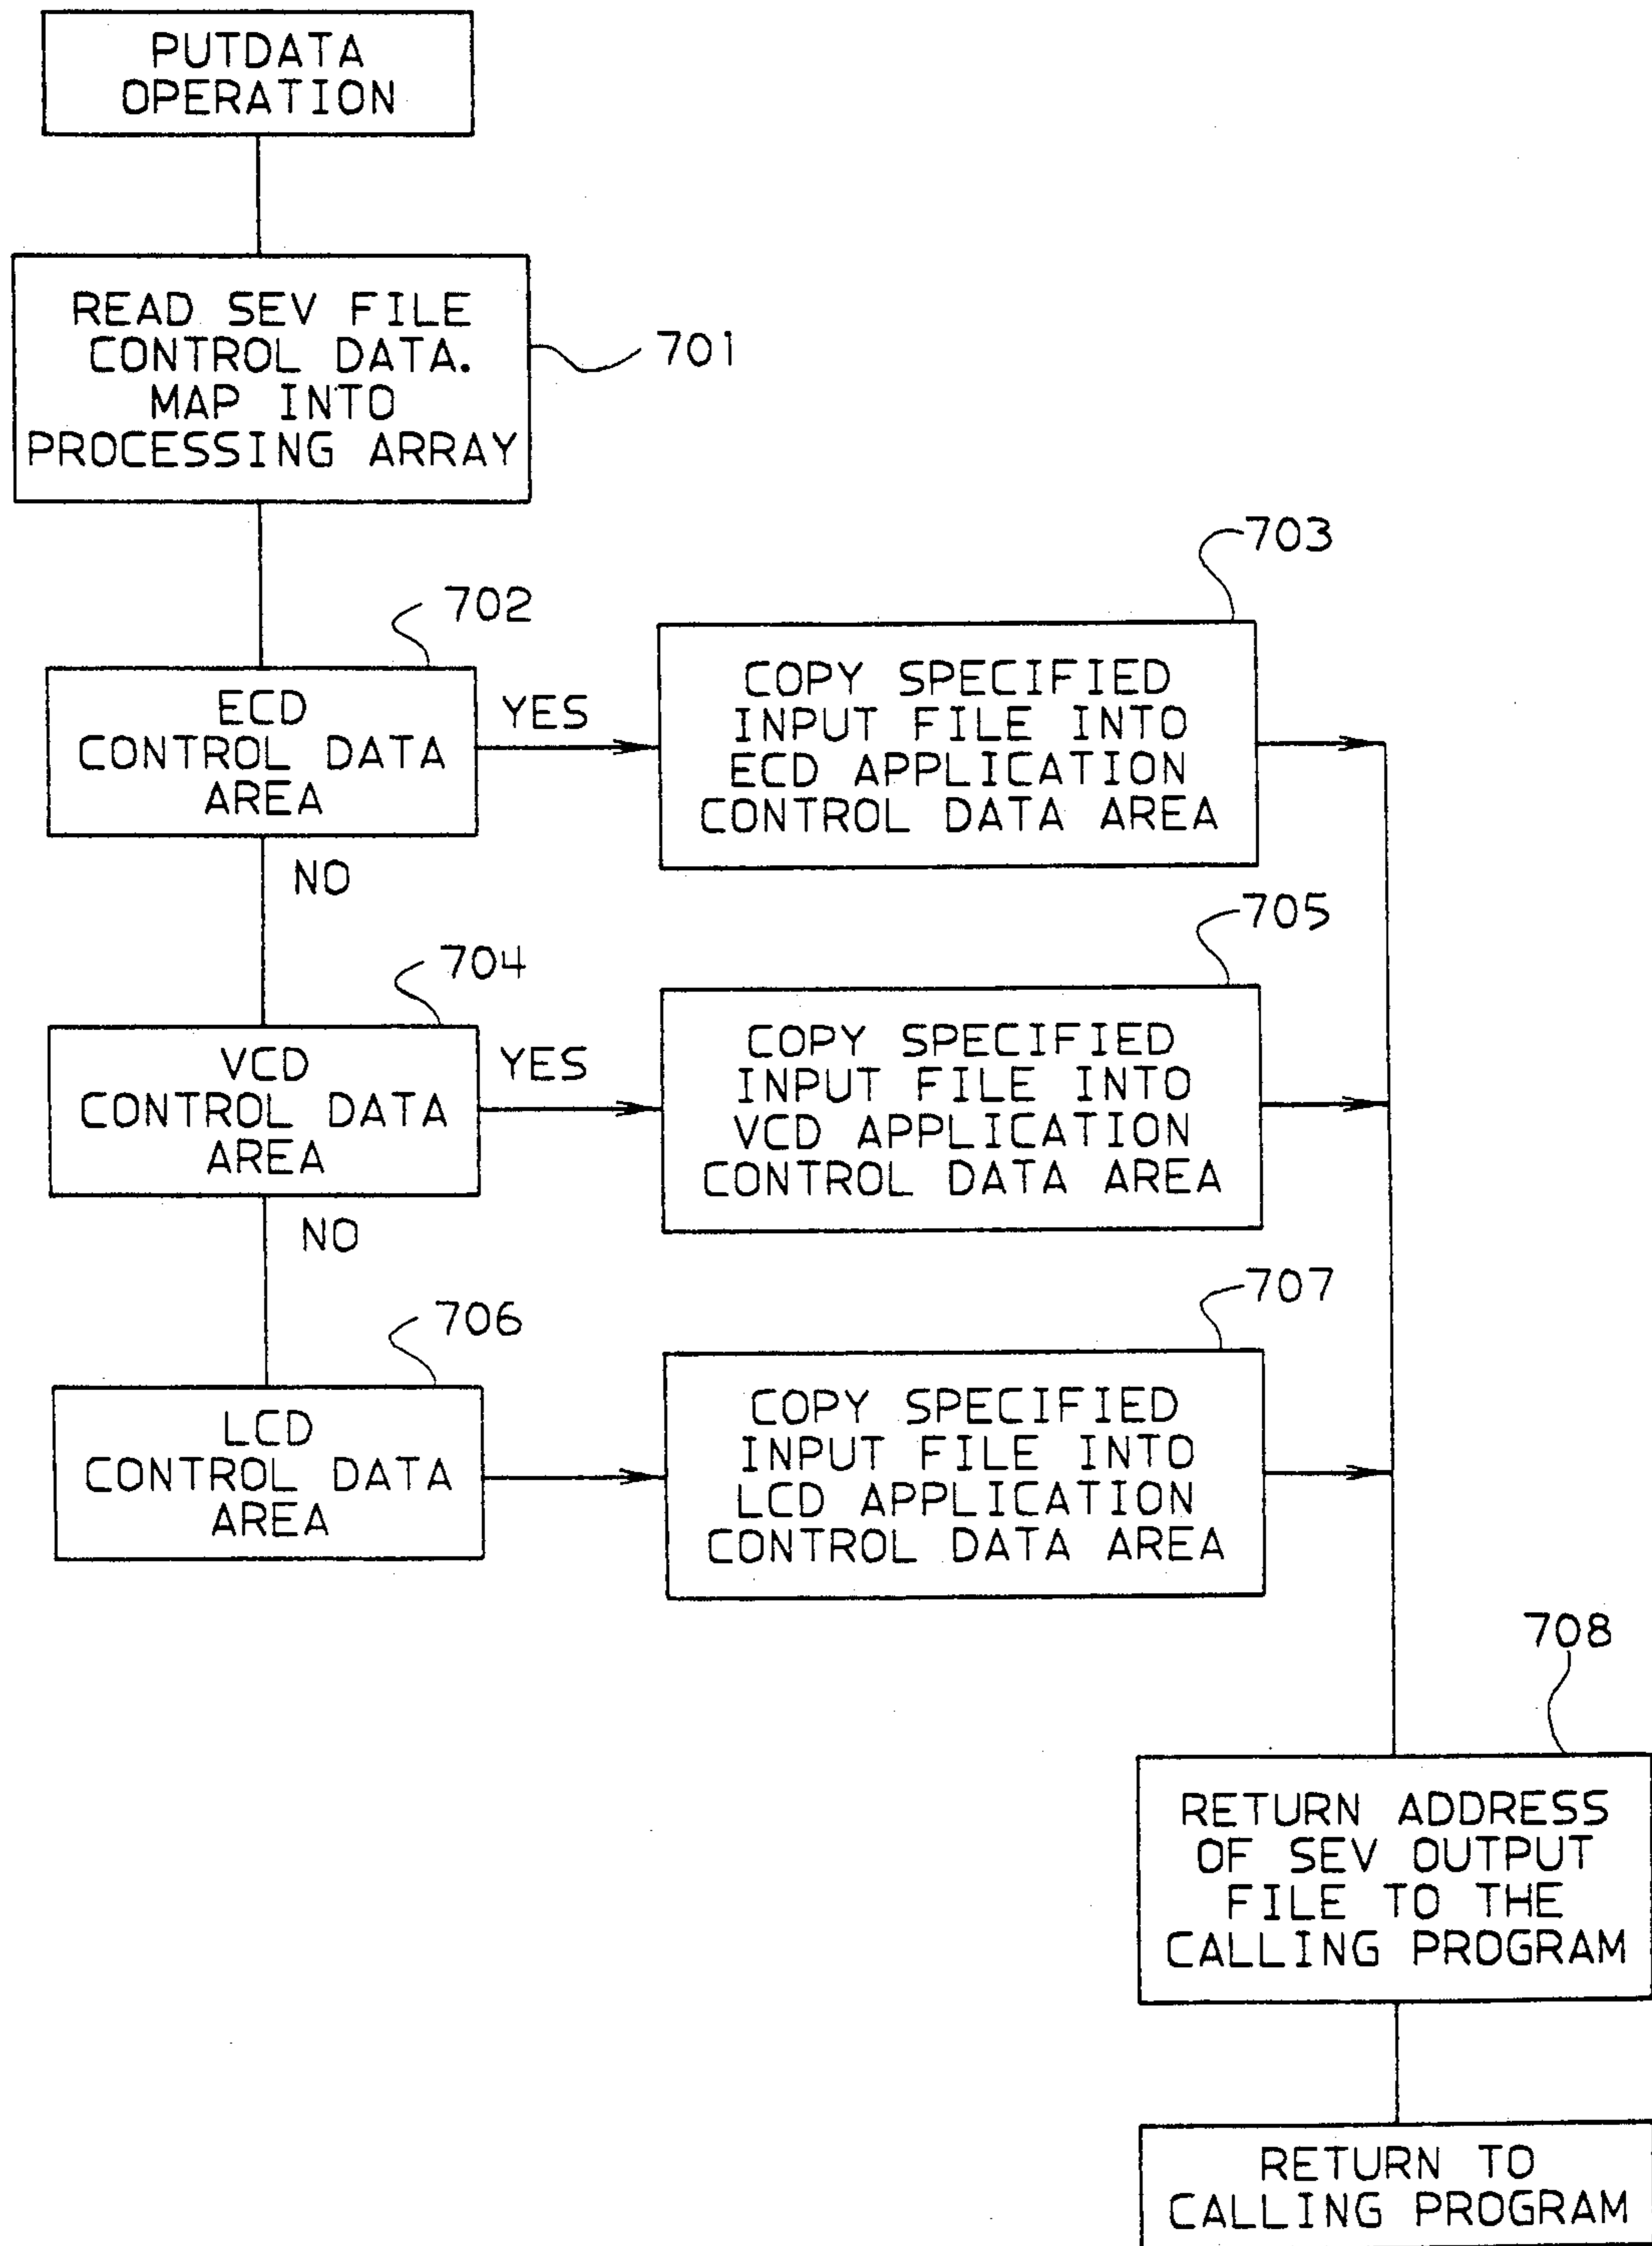 PUTDATA
OPERATION
READ SEV FILE
CONTROL DATA.
MAP INTO
PROCESSING ARRAY
701
702
ECD
CONTROL DATA
AREA
YES
NO
703
COPY SPECIFIED
INPUT FILE INTO
ECD APPLICATION
CONTROL DATA AREA
704
VCD
CONTROL DATA
AREA
YES
NO
705
COPY SPECIFIED
INPUT FILE INTO
VCD APPLICATION
CONTROL DATA AREA
706
LCD
CONTROL DATA
AREA
707
COPY SPECIFIED
INPUT FILE INTO
LCD APPLICATION
CONTROL DATA AREA
708
RETURN ADDRESS
OF SEV OUTPUT
FILE TO THE
CALLING PROGRAM
RETURN TO
CALLING PROGRAM